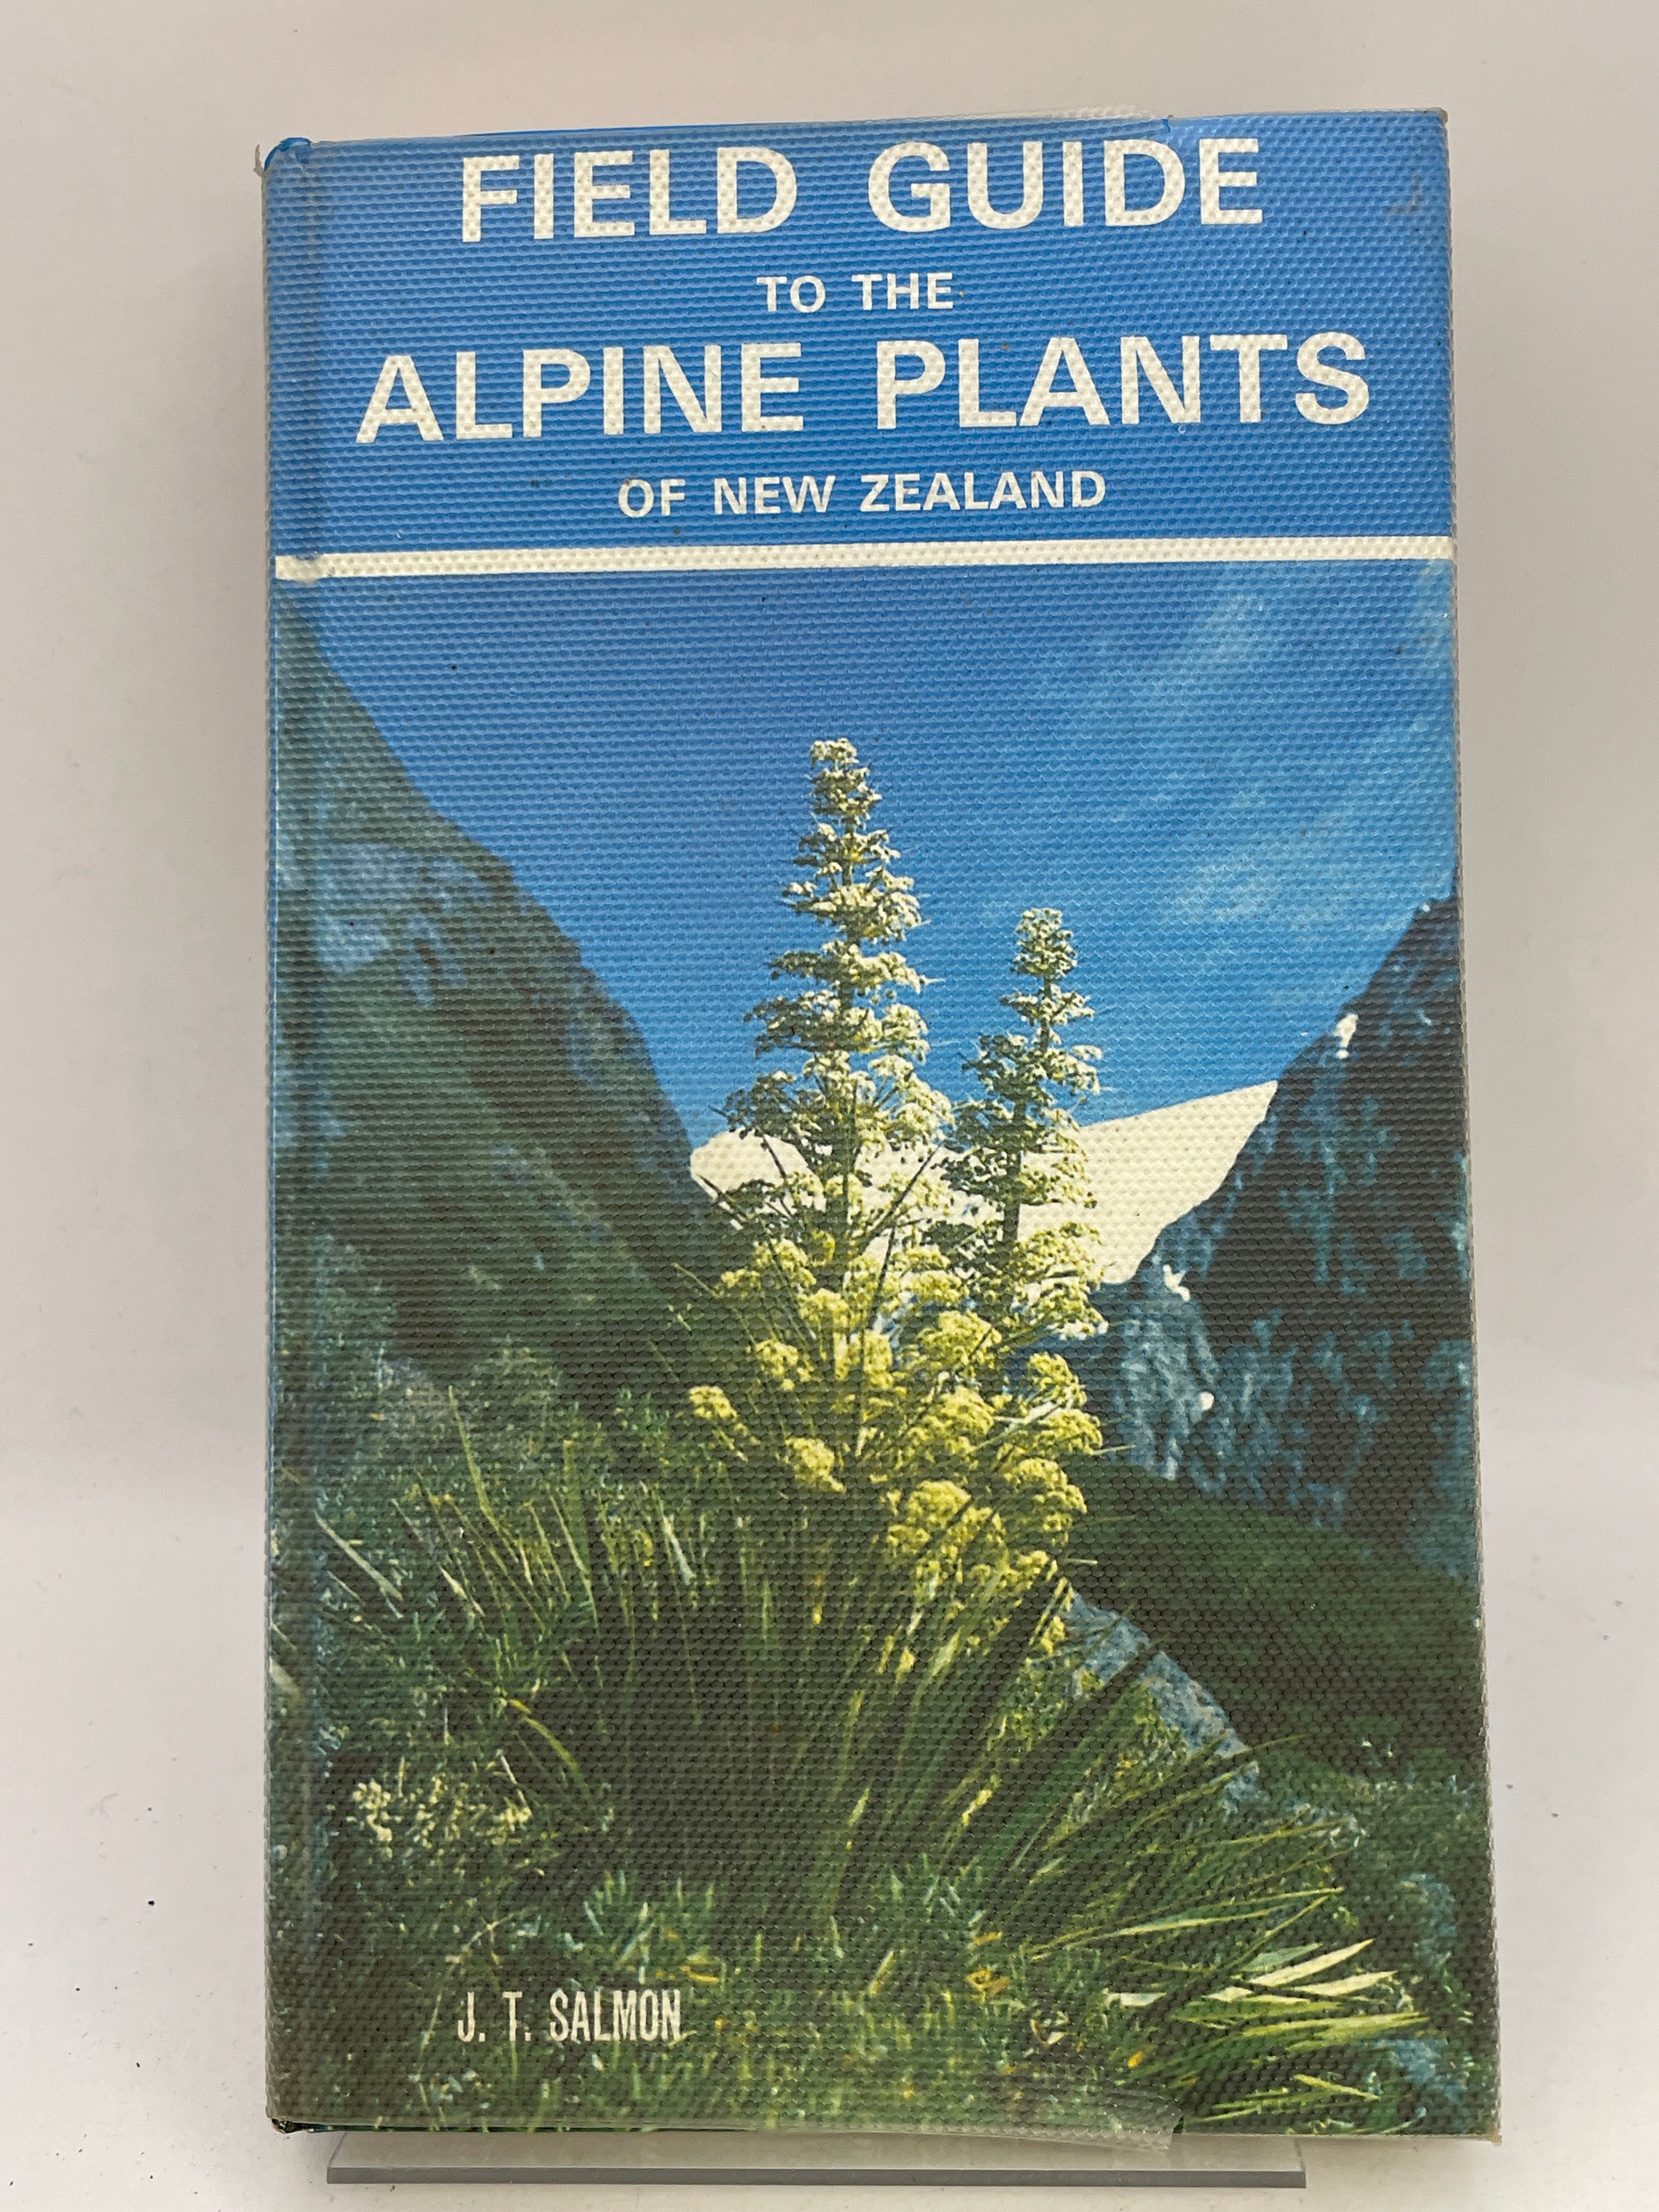 FIELD GUIDE
TO THE
ALPINE PLANTS
OF NEW ZEALAND
J. T. SALMON